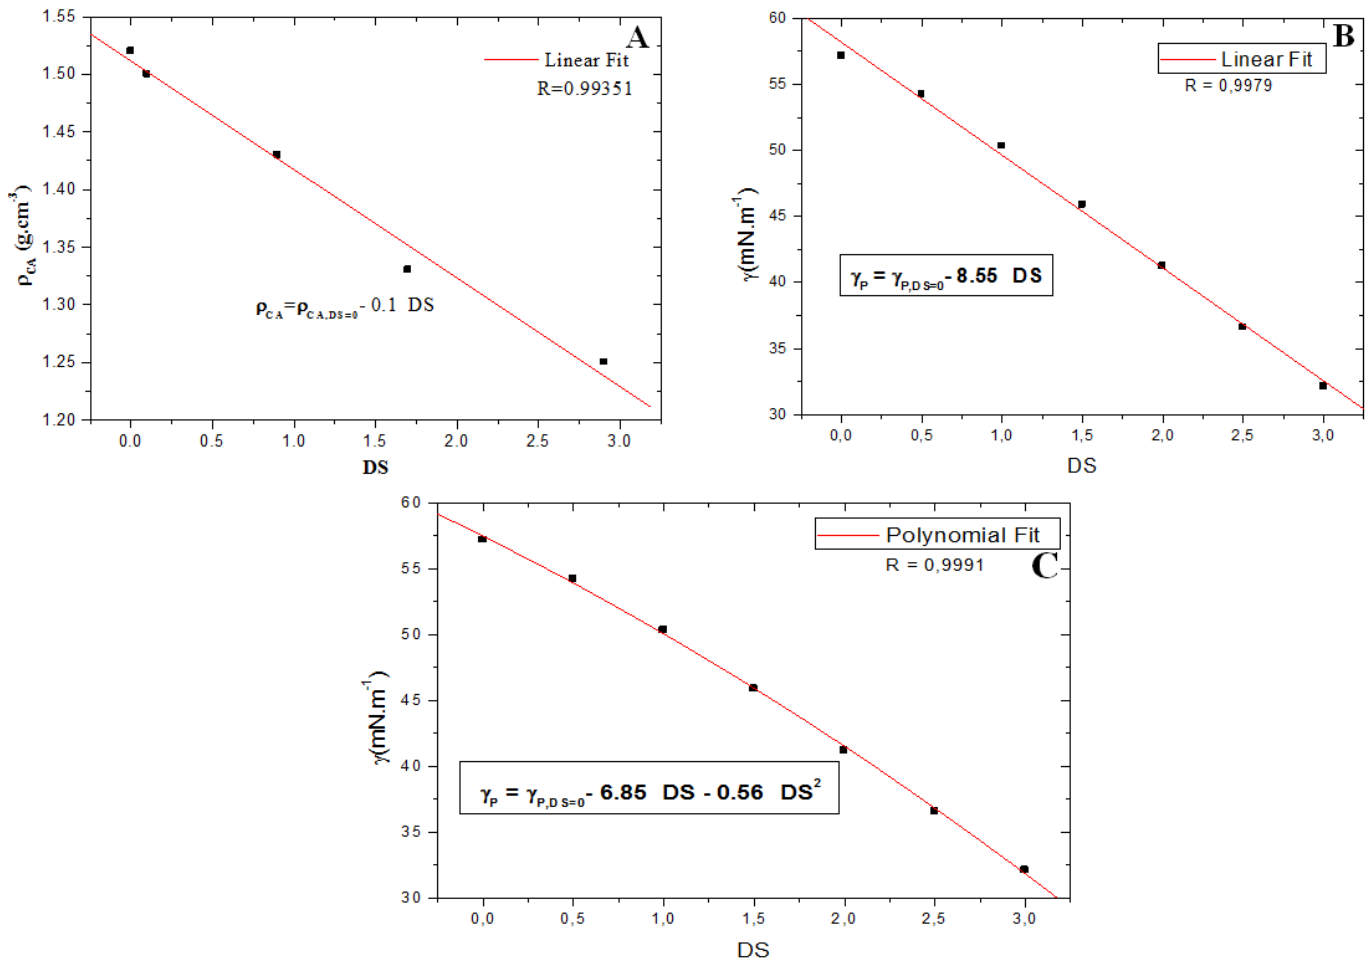 A
Linear Fit
R=0.99351
1.55
1.50
1.45
1.40
1.35
1.30
1.25
1.20
ρCA (g.cm-3)
ρCA=ρCA,DS=0- 0.1 DS
0.0 0.5 1.0 1.5 2.0 2.5 3.0
DS
B
Linear Fit
R = 0,9979
60
55
50
45
40
35
30
γ(mN.m-1)
γP = γP,DS=0- 8.55 DS
0,0 0,5 1,0 1,5 2,0 2,5 3,0
DS
Polynomial Fit
R = 0,9991
C
60
55
50
45
40
35
30
γ(mN.m-1)
γP = γP,DS=0- 6.85 DS - 0.56 DS2
0,0 0,5 1,0 1,5 2,0 2,5 3,0
DS